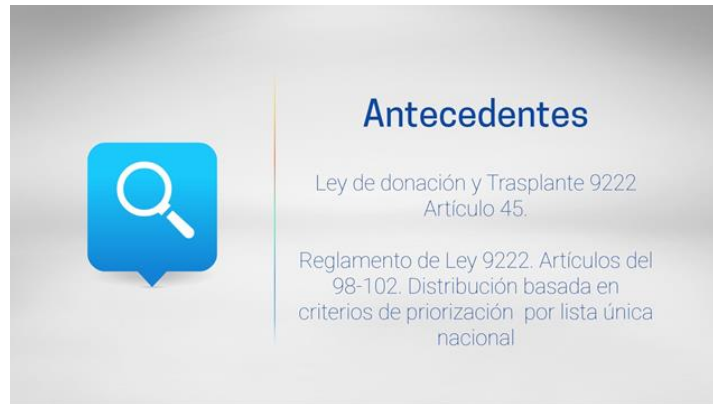 Antecedentes
Ley de donación y Trasplante 9222
Artículo 45.
Reglamento de Ley 9222. Artículos del
98-102. Distribución basada en
criterios de priorización por lista única
nacional